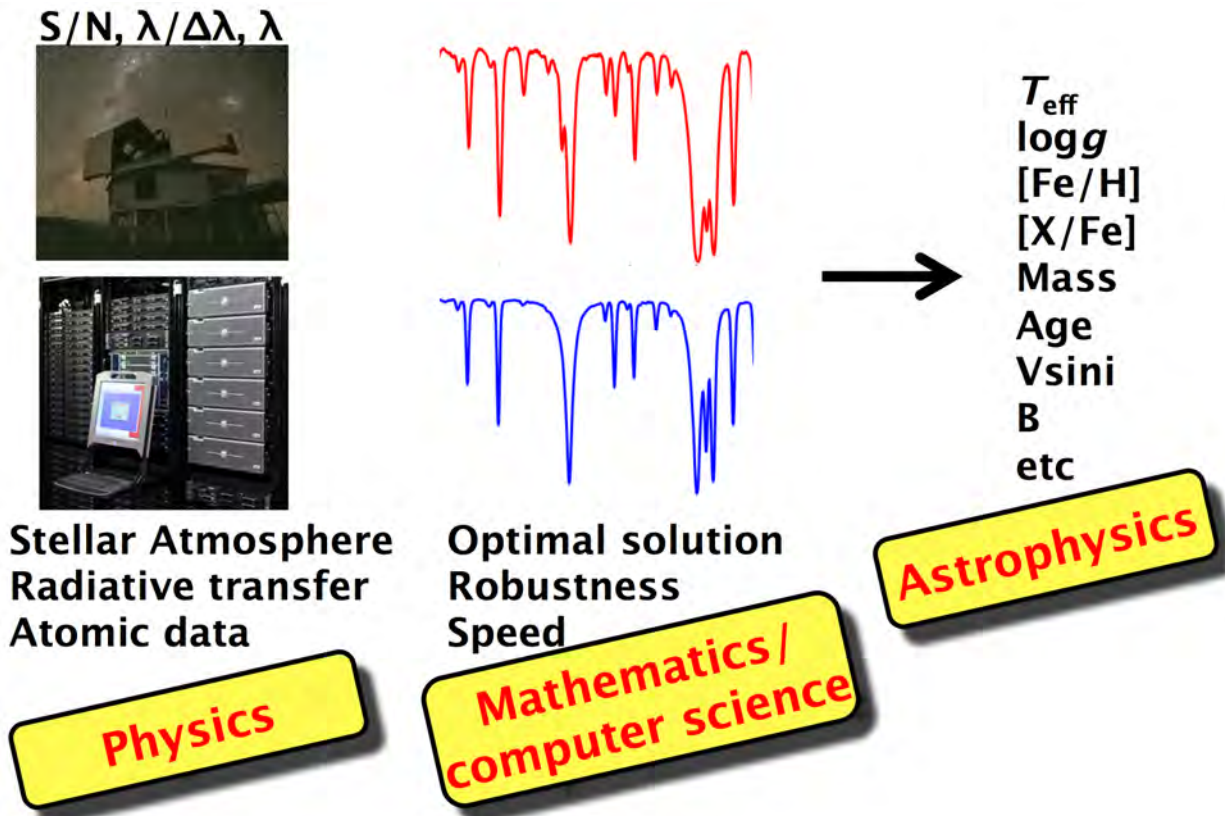 S/N, λ/Δλ, λ
Stellar Atmosphere
Radiative transfer
Atomic data
Physics
Optimal solution
Robustness
Speed
Mathematics/
computer science
Teff
logg
[Fe/H]
[X/Fe]
Mass
Age
Vsini
B
etc
Astrophysics